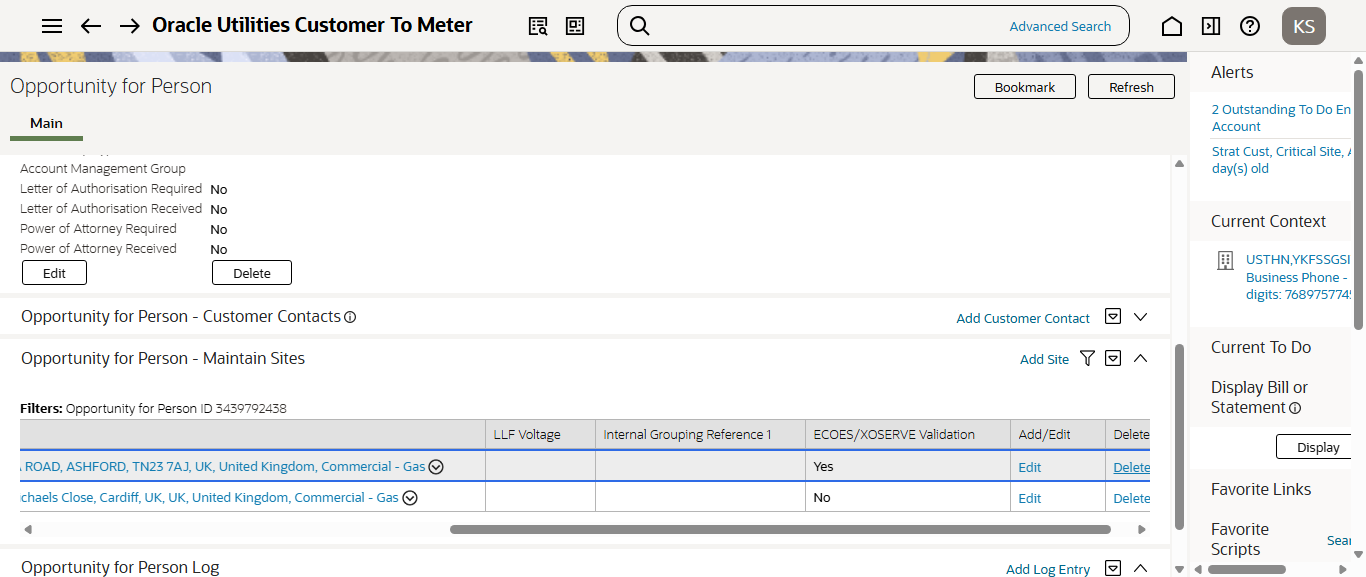 Oracle Utilities Customer To Meter
Advanced Search
KS
Opportunity for Person
Bookmark
Refresh
Main
Account Management Group
Letter of Authorisation Required No
Letter of Authorisation Received No
Power of Attorney Required No
Power of Attorney Received No
Edit
Delete
Opportunity for Person - Customer Contacts
Add Customer Contact
Opportunity for Person - Maintain Sites
Add Site
Filters: Opportunity for Person ID 3439792438
LLF Voltage Internal Grouping Reference 1 ECOES/XOSERVE Validation Add/Edit Delete
ROAD, ASHFORD, TN23 7AJ, UK, United Kingdom, Commercial - Gas Yes Edit Delete
chaels Close, Cardiff, UK, UK, United Kingdom, Commercial - Gas No Edit Delete
Opportunity for Person Log
Add Log Entry
Alerts
2 Outstanding To Do En
Account
Strat Cust, Critical Site,
day(s) old
Current Context
USTHN,YKFSSGSI
Business Phone -
digits: 7689757745
Current To Do
Display Bill or
Statement
Display
Favorite Links
Favorite
Scripts
Sear